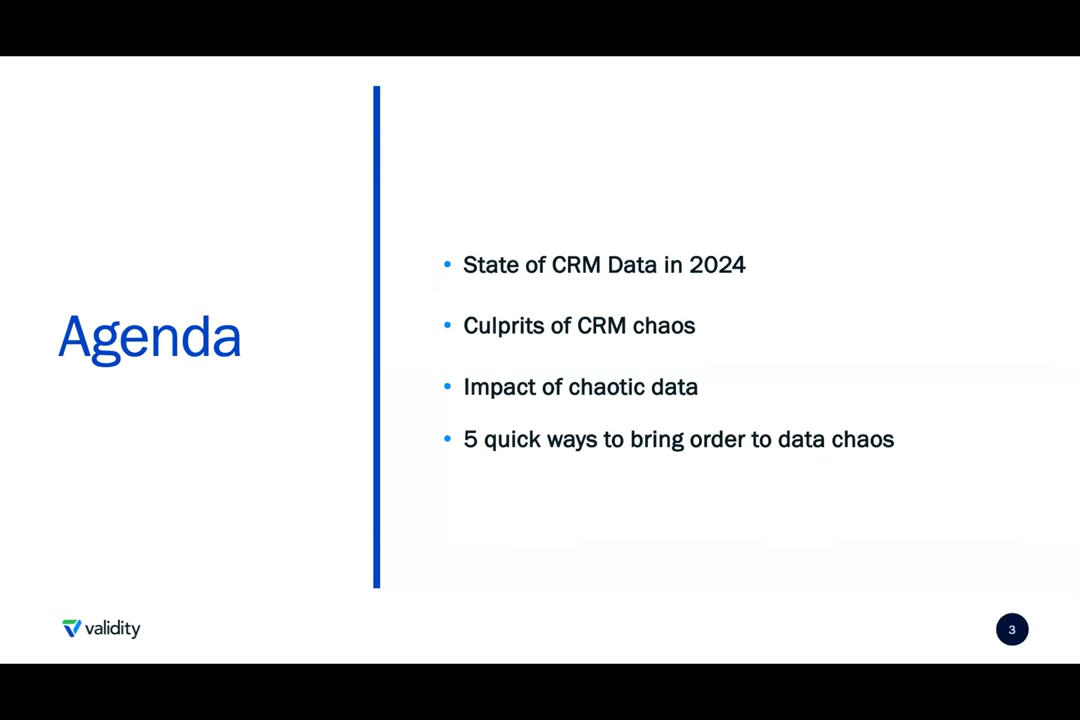 Agenda
State of CRM Data in 2024
Culprits of CRM chaos
Impact of chaotic data
5 quick ways to bring order to data chaos
validity
3